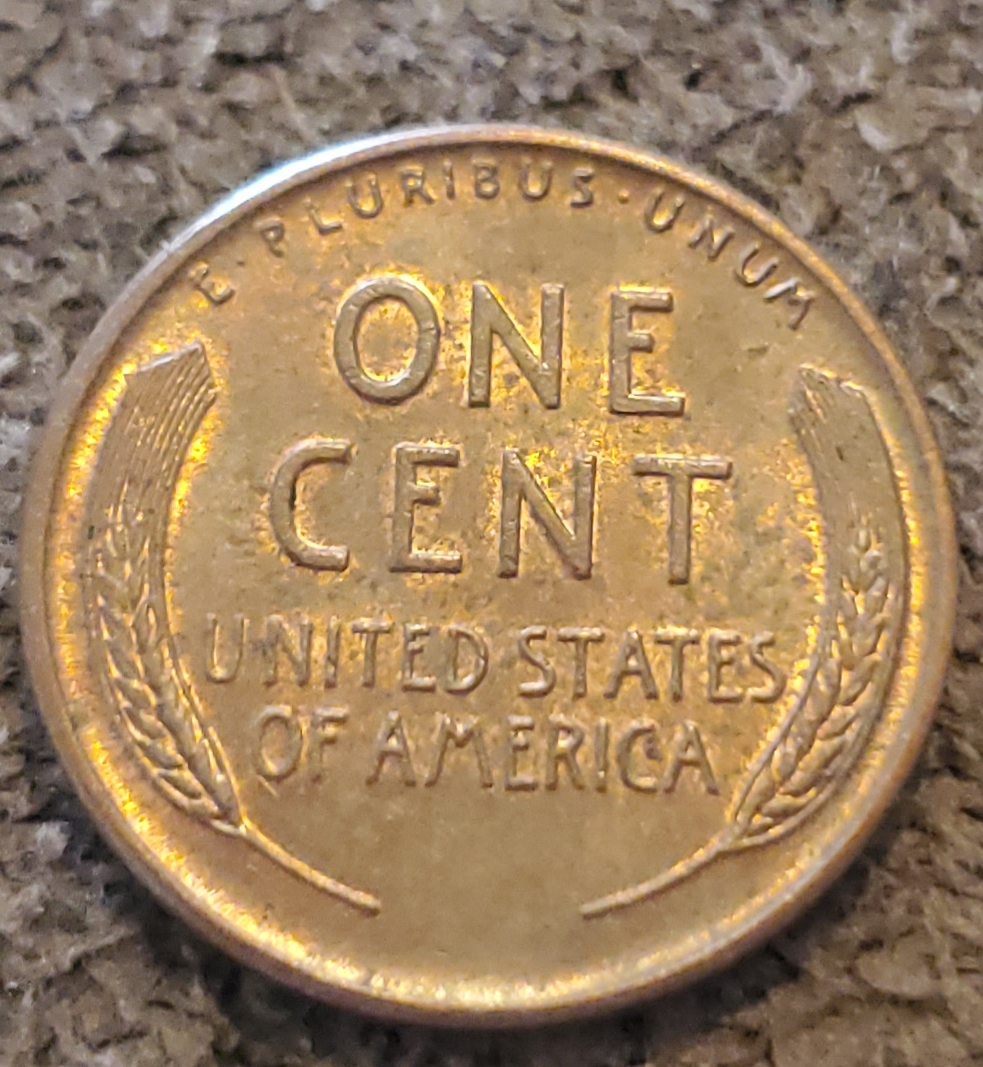 E · PLURIBUS · UNUM
ONE
CENT
UNITED STATES
OF AMERICA